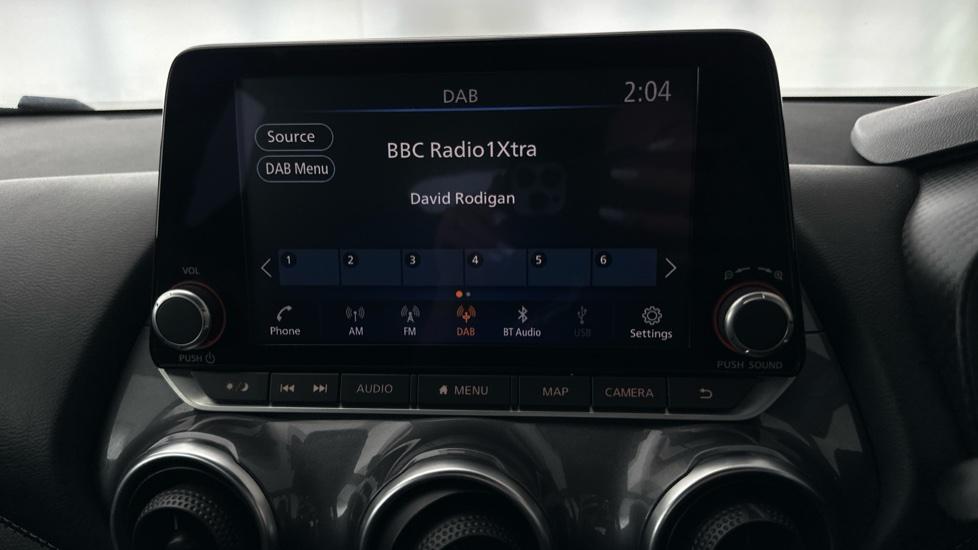 DAB
2:04
Source
BBC Radio1Xtra
DAB Menu
David Rodigan
1 2 3 4 5 6
VOL
Phone AM FM DAB BT Audio USB Settings
PUSH
PUSH SOUND
AUDIO MENU MAP CAMERA